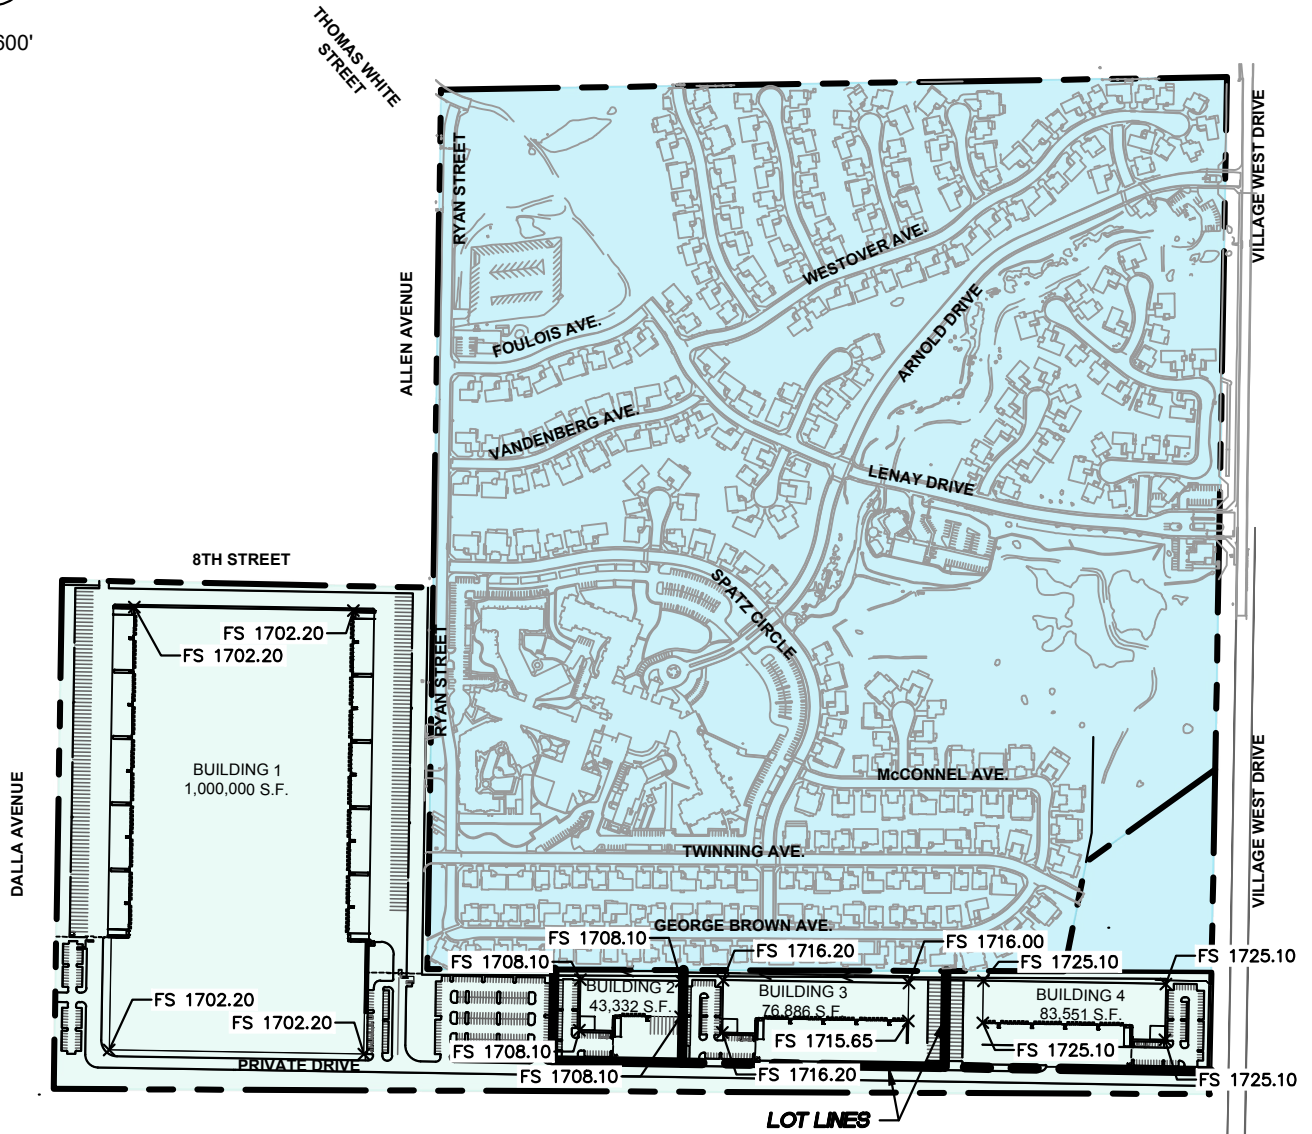 600'
THOMAS WHITE
STREET
RYAN STREET
VILLAGE WEST DRIVE
ALLEN AVENUE
WESTOVER AVE.
ARNOLD DRIVE
FOULOIS AVE.
VANDENBERG AVE.
LENAY DRIVE
8TH STREET
SPATZ CIRCLE
FS 1702.20
FS 1702.20
RYAN STREET
BUILDING 1
1,000,000 S.F.
DALLA AVENUE
McCONNEL AVE.
VILLAGE WEST DRIVE
TWINNING AVE.
GEORGE BROWN AVE.
FS 1708.10
FS 1716.20
FS 1716.00
FS 1708.10
FS 1725.10
FS 1725.10
BUILDING 2
43,332 S.F.
BUILDING 3
76,886 S.F.
BUILDING 4
83,551 S.F.
FS 1702.20
FS 1702.20
FS 1708.10
FS 1715.65
FS 1725.10
PRIVATE DRIVE
FS 1708.10
FS 1716.20
FS 1725.10
LOT LINES